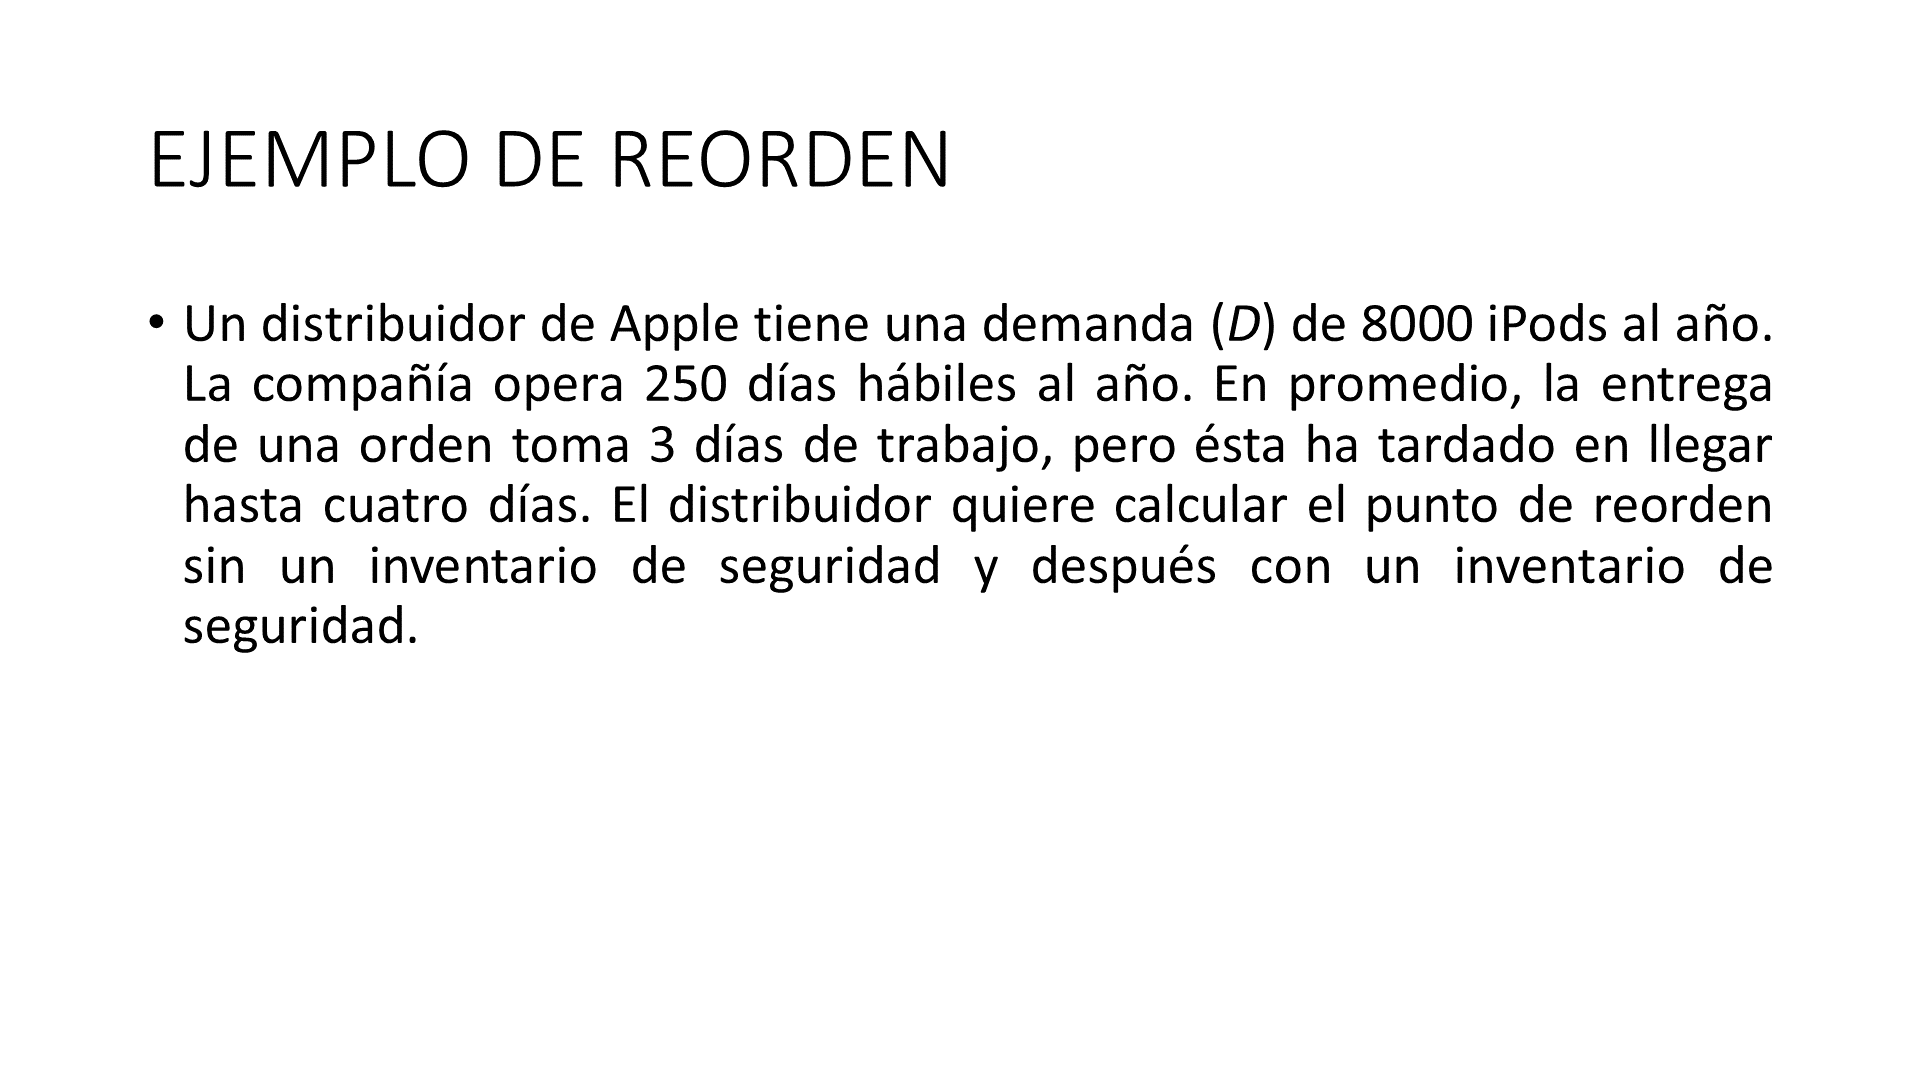 EJEMPLO DE REORDEN
• Un distribuidor de Apple tiene una demanda (D) de 8000 iPods al año.
La compañía opera 250 días hábiles al año. En promedio, la entrega
de una orden toma 3 días de trabajo, pero ésta ha tardado en llegar
hasta cuatro días. El distribuidor quiere calcular el punto de reorden
sin un inventario de seguridad y después con un inventario de
seguridad.